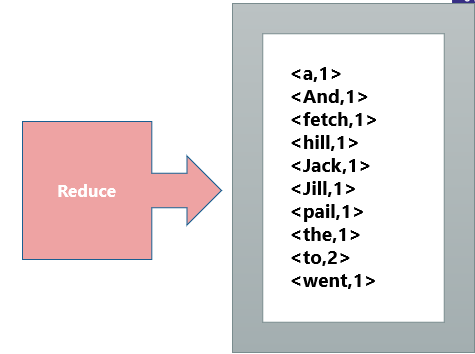 Reduce
<a,1>
<And,1>
<fetch,1>
<hill,1>
<Jack,1>
<Jill,1>
<pail,1>
<the,1>
<to,2>
<went,1>